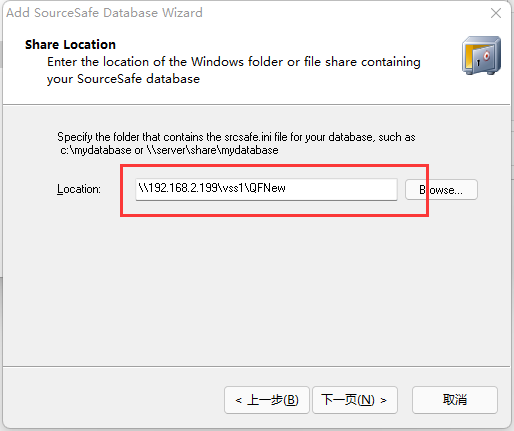 Add SourceSafe Database Wizard
Share Location
Enter the location of the Windows folder or file share containing
your SourceSafe database
Specify the folder that contains the srcsafe.ini file for your database, such as
c:\mydatabase or \\server\share\mydatabase
Location: \\192.168.2.199\vss1\QFNew Browse...
< 上一步(B) 下一页(N) > 取消